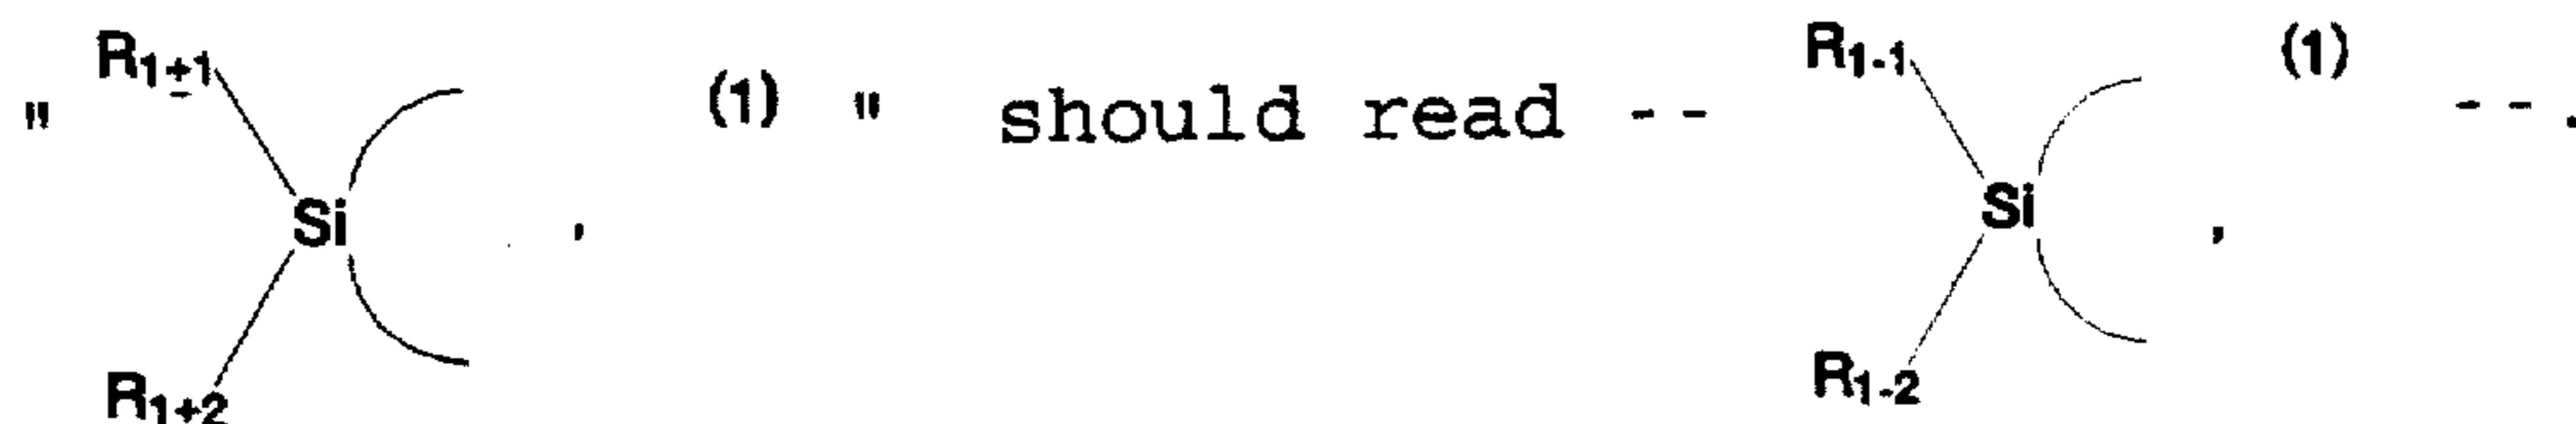 " R1±1 (1) " should read -- R1-1 (1) --.
Si , Si ,
R1+2 R1-2